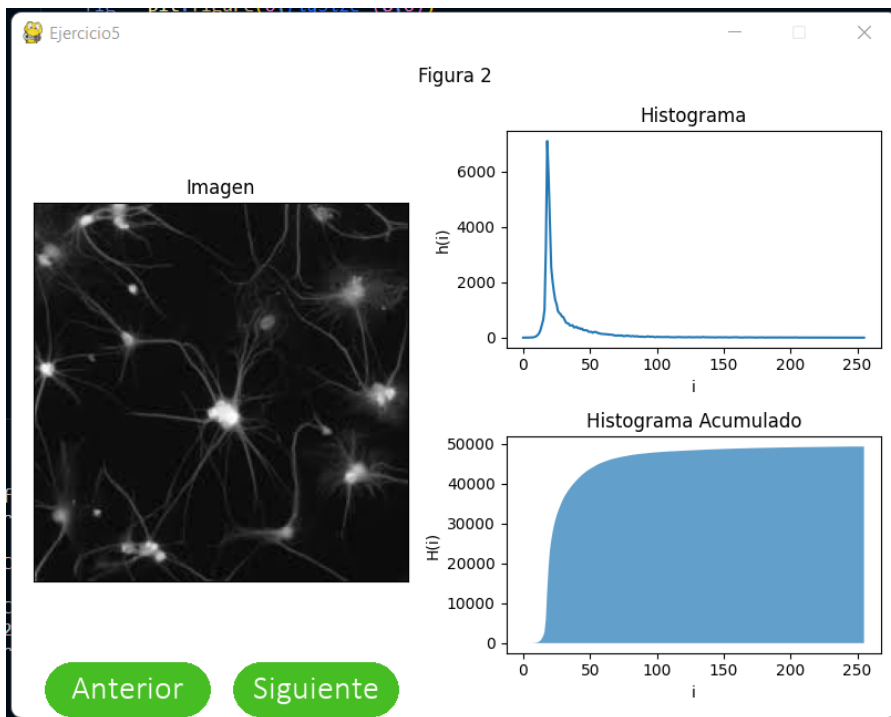 Ejercicio5
Figura 2
Imagen
Histograma
h(i)
6000
4000
2000
0
0 50 100 150 200 250
i
Histograma Acumulado
H(i)
50000
40000
30000
20000
10000
0
0 50 100 150 200 250
i
Anterior Siguiente